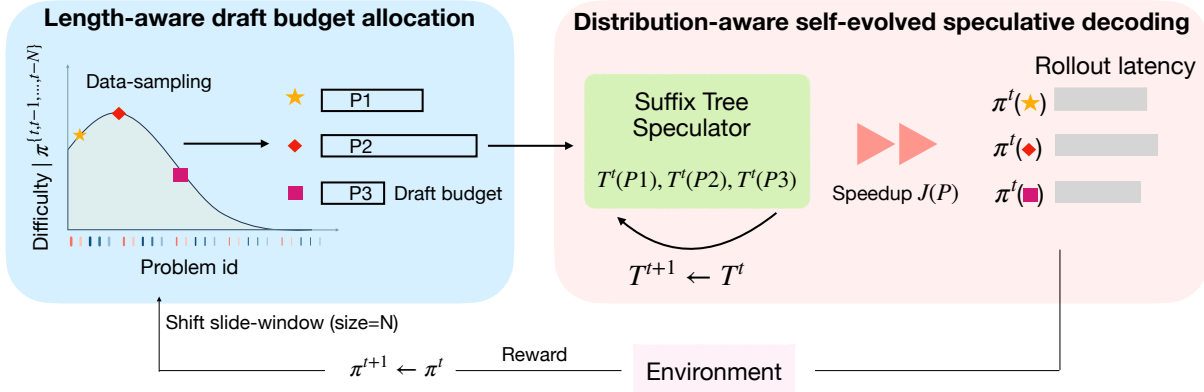 Length-aware draft budget allocation
Difficulty | π^{t,t−1,...,t−N}
Data-sampling
P1
P2
P3
Draft budget
Problem id
Distribution-aware self-evolved speculative decoding
Suffix Tree
Speculator
T^t(P1), T^t(P2), T^t(P3)
T^{t+1} ← T^t
Speedup J(P)
Rollout latency
π^t(★)
π^t(◆)
π^t(■)
Shift slide-window (size=N)
π^{t+1} ← π^t
Reward
Environment